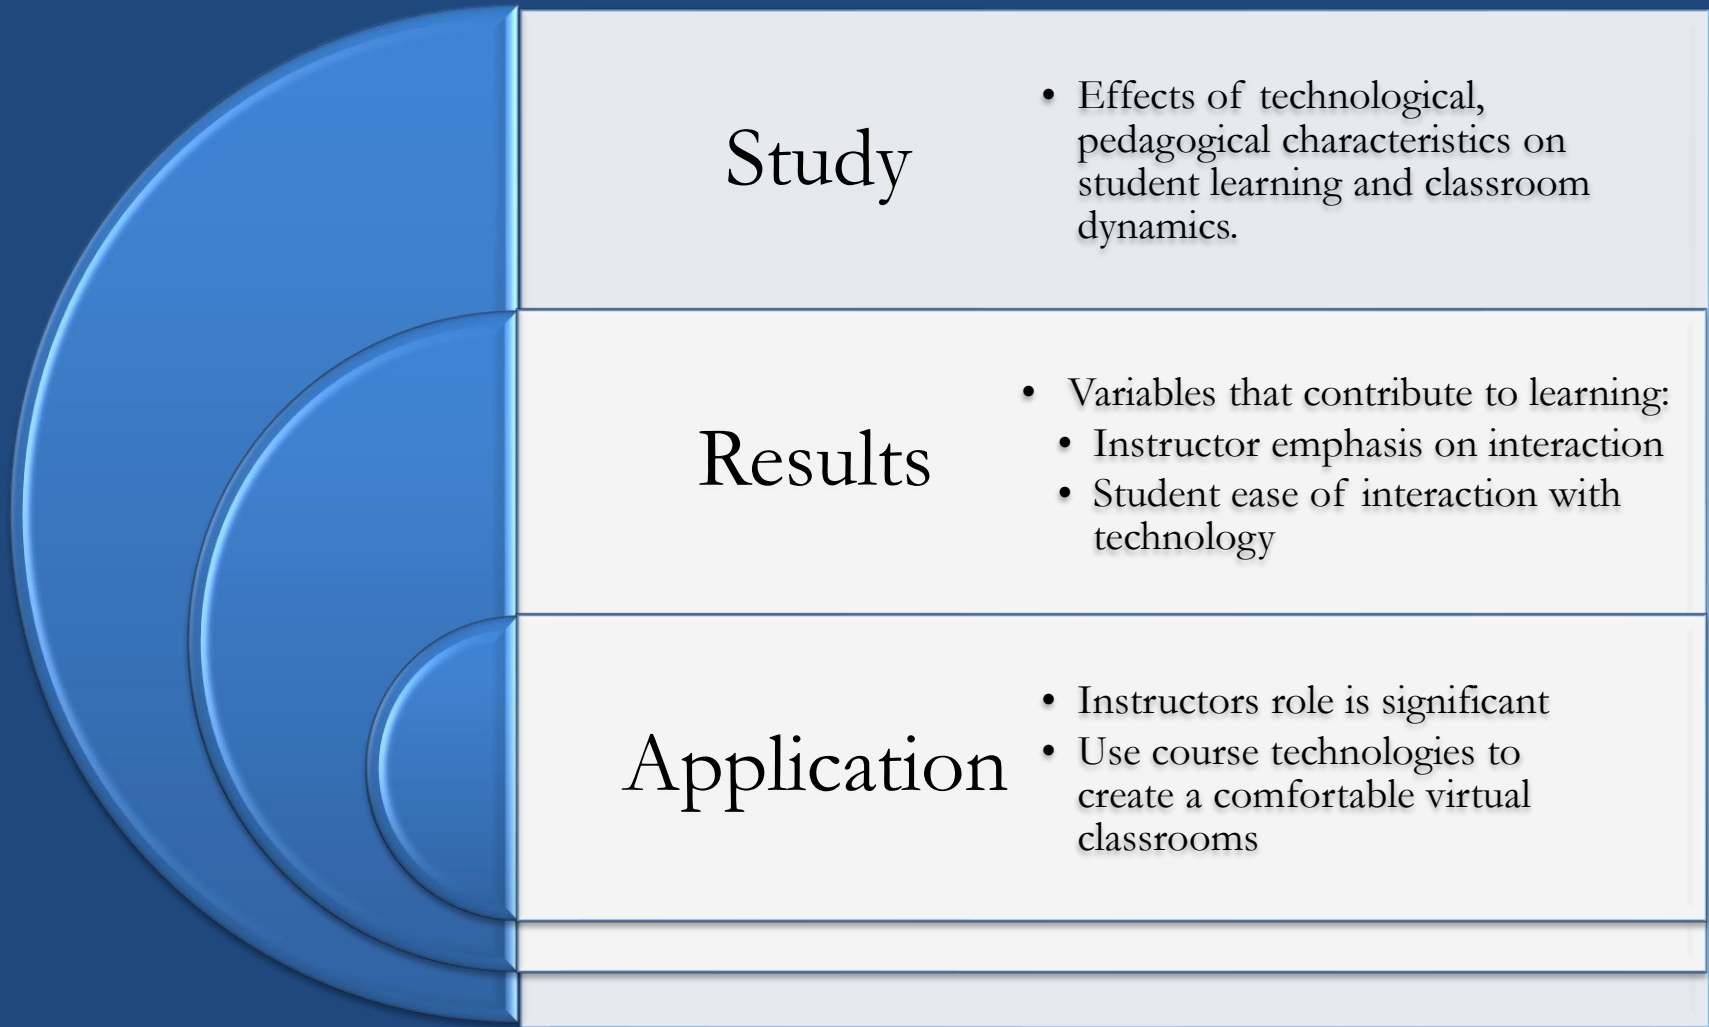 Study
• Effects of technological,
pedagogical characteristics on
student learning and classroom
dynamics.
Results
• Variables that contribute to learning:
• Instructor emphasis on interaction
• Student ease of interaction with
technology
Application
• Instructors role is significant
• Use course technologies to
create a comfortable virtual
classrooms